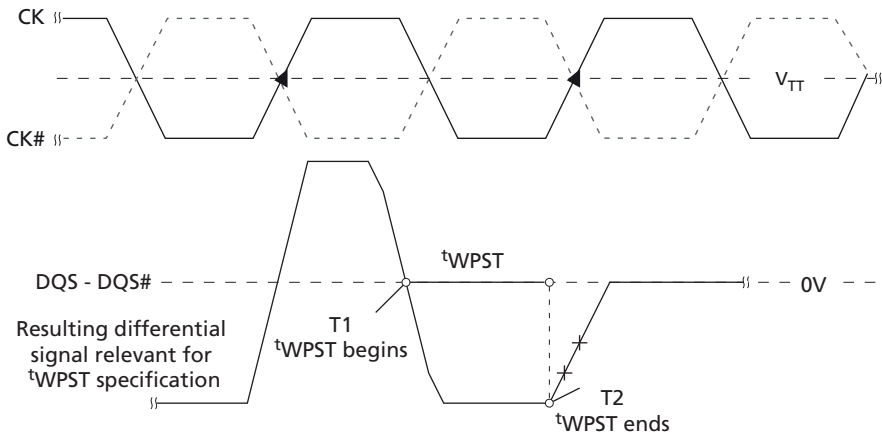 CK
V_TT
CK#
tWPST
DQS - DQS#
0V
T1
tWPST begins
Resulting differential
signal relevant for
tWPST specification
T2
tWPST ends